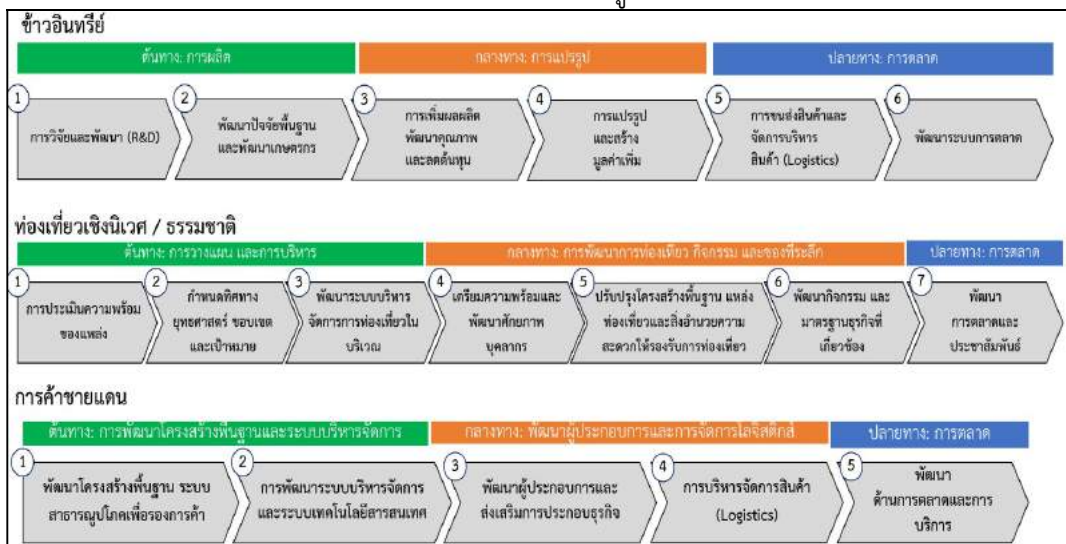 ข้าวอินทรีย์
ต้นทาง: การผลิต
กลางทาง: การแปรรูป
ปลายทาง: การตลาด
1
การวิจัยและพัฒนา (R&D)
2
พัฒนาปัจจัยพื้นฐาน
และพัฒนาเกษตรกร
3
การเพิ่มผลผลิต
พัฒนาคุณภาพ
และลดต้นทุน
4
การแปรรูป
และสร้าง
มูลค่าเพิ่ม
5
การขนส่งสินค้าและ
จัดการบริหาร
สินค้า (Logistics)
6
พัฒนาระบบการตลาด
ท่องเที่ยวเชิงนิเวศ / ธรรมชาติ
ต้นทาง: การวางแผน และการบริหาร
กลางทาง: การพัฒนาการท่องเที่ยว กิจกรรม และของที่ระลึก
ปลายทาง: การตลาด
1
การประเมินความพร้อม
ของแหล่ง
2
กำหนดทิศทาง
ยุทธศาสตร์ ขอบเขต
และเป้าหมาย
3
พัฒนาระบบบริหาร
จัดการการท่องเที่ยวใน
บริเวณ
4
เตรียมความพร้อมและ
พัฒนาศักยภาพ
บุคลากร
5
ปรับปรุงโครงสร้างพื้นฐาน แหล่ง
ท่องเที่ยวและสิ่งอำนวยความ
สะดวกให้รองรับการท่องเที่ยว
6
พัฒนากิจกรรม และ
มาตรฐานธุรกิจที่
เกี่ยวข้อง
7
พัฒนา
การตลาดและ
ประชาสัมพันธ์
การค้าชายแดน
ต้นทาง: การพัฒนาโครงสร้างพื้นฐานและระบบบริหารจัดการ
กลางทาง: พัฒนาผู้ประกอบการและการจัดการโลจิสติกส์
ปลายทาง: การตลาด
1
พัฒนาโครงสร้างพื้นฐาน ระบบ
สาธารณูปโภคเพื่อรองการค้า
2
การพัฒนาระบบบริหารจัดการ
และระบบเทคโนโลยีสารสนเทศ
3
พัฒนาผู้ประกอบการและ
ส่งเสริมการประกอบธุรกิจ
4
การบริหารจัดการสินค้า
(Logistics)
5
พัฒนา
ด้านการตลาดและการ
บริการ